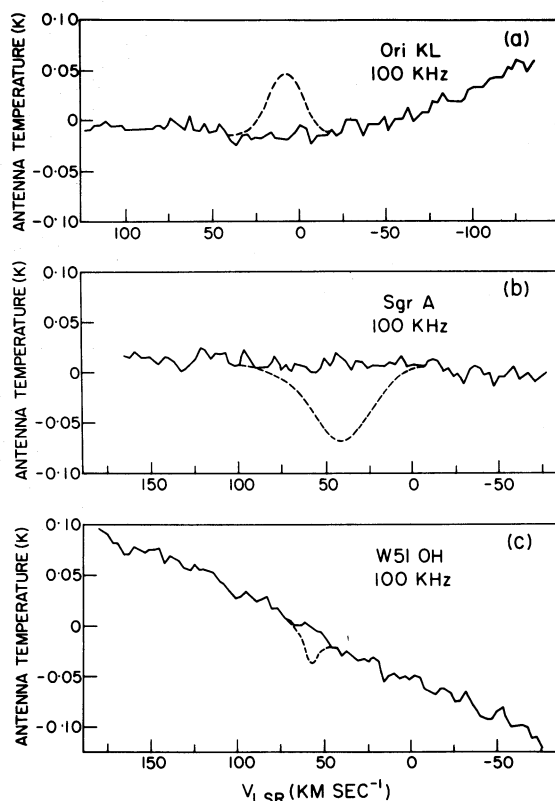 ANTENNA TEMPERATURE (K)
0·10
0·05
0
-0·05
-0·10
Ori KL
100 KHz
(a)
100 50 0 -50 -100
ANTENNA TEMPERATURE (K)
0·10
0·05
0
-0·05
-0·10
Sgr A
100 KHz
(b)
150 100 50 0 -50
ANTENNA TEMPERATURE (K)
0·10
0·05
0
-0·05
-0·10
W51 OH
100 KHz
(c)
150 100 50 0 -50
V_LSR (KM SEC⁻¹)